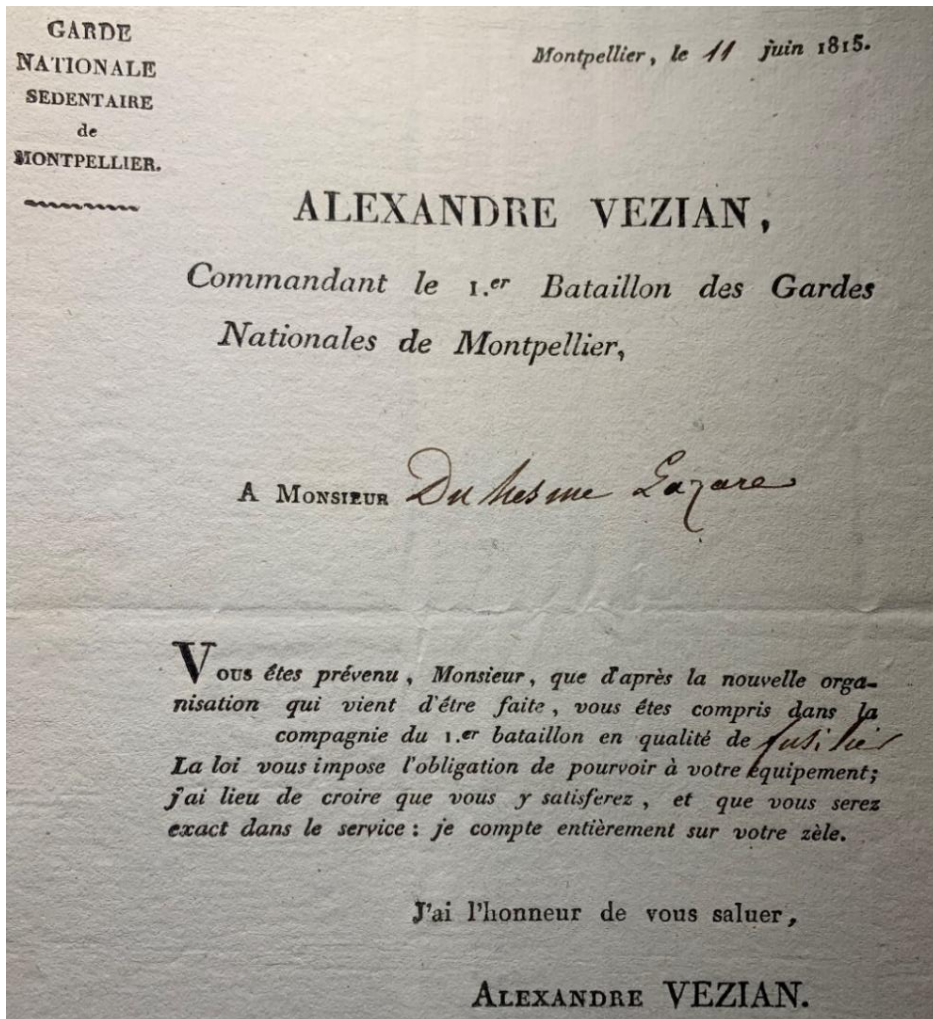 GARDE
NATIONALE
SEDENTAIRE
de
MONTPELLIER.
Montpellier, le 11 juin 1815.
ALEXANDRE VEZIAN,
Commandant le 1.er Bataillon des Gardes
Nationales de Montpellier,
A MONSIEUR Duhesme Lazare
Vous êtes prévenu, Monsieur, que d'après la nouvelle orga-
nisation qui vient d'être faite, vous êtes compris dans la
compagnie du 1.er bataillon en qualité de fusilier
La loi vous impose l'obligation de pourvoir à votre équipement;
j'ai lieu de croire que vous y satisferez, et que vous serez
exact dans le service : je compte entièrement sur votre zèle.
J'ai l'honneur de vous saluer,
ALEXANDRE VEZIAN.